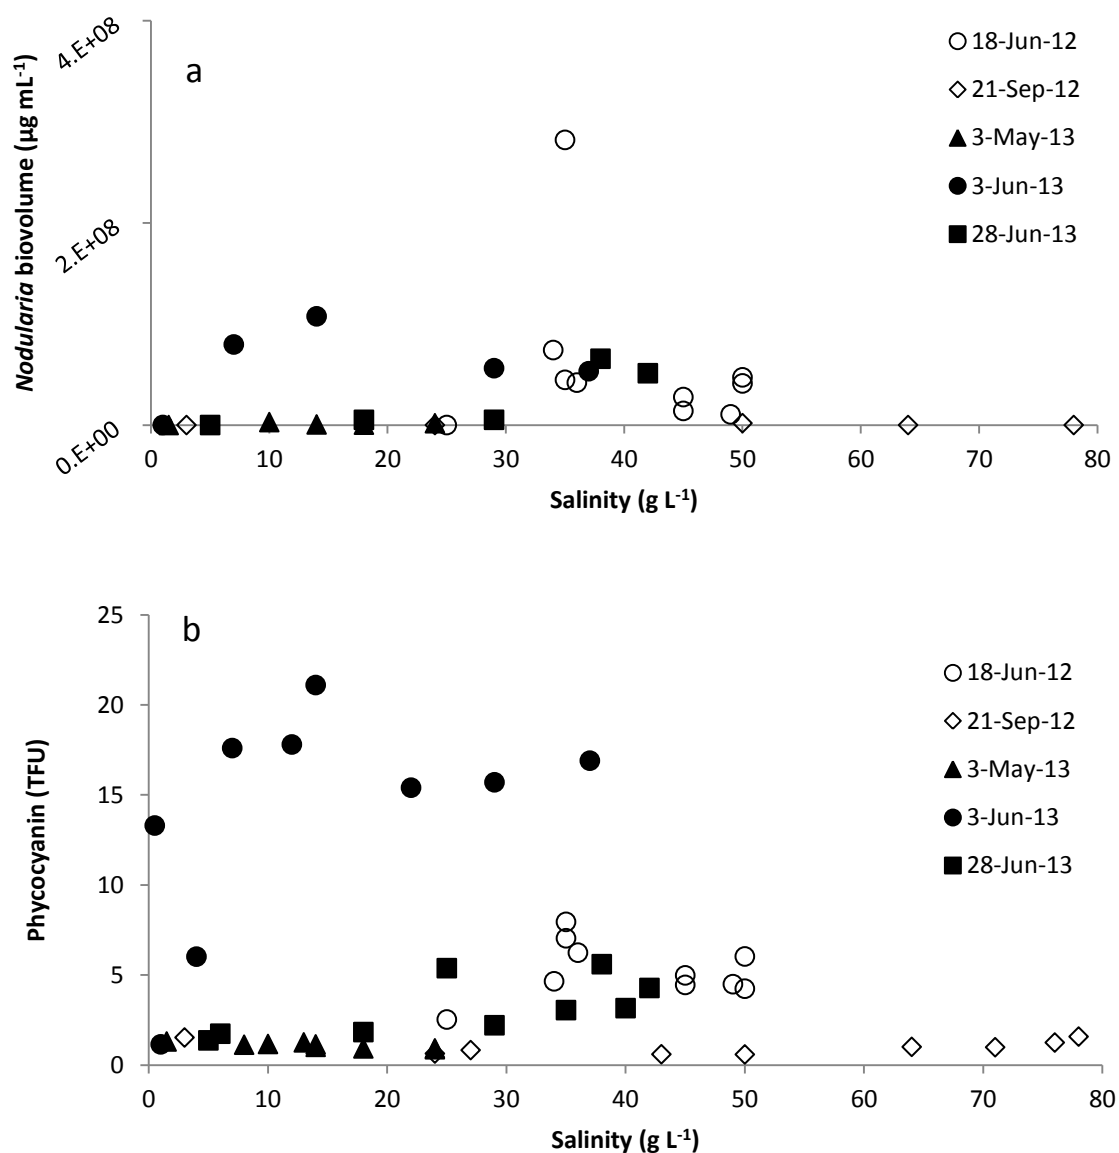 a
Nodularia biovolume (µg mL-1)
4.E+08
2.E+08
0.E+00
0 10 20 30 40 50 60 70 80
Salinity (g L-1)
18-Jun-12
21-Sep-12
3-May-13
3-Jun-13
28-Jun-13
b
Phycocyanin (TFU)
25
20
15
10
5
0
0 10 20 30 40 50 60 70 80
Salinity (g L-1)
18-Jun-12
21-Sep-12
3-May-13
3-Jun-13
28-Jun-13